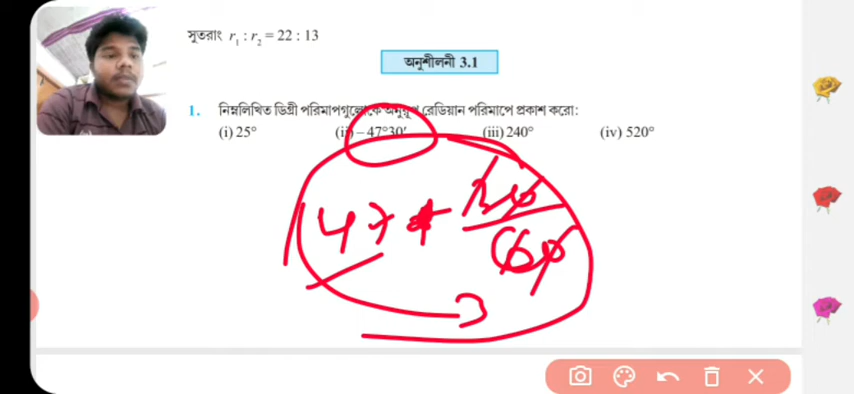 সুতরাং r₁ : r₂ = 22 : 13
অনুশীলনী 3.1
1. নিম্নলিখিত ডিগ্রী পরিমাপগুলোকে অনুরূপ রেডিয়ান পরিমাপে প্রকাশ করো:
(i) 25° (ii) – 47°30′ (iii) 240° (iv) 520°
47 +
3